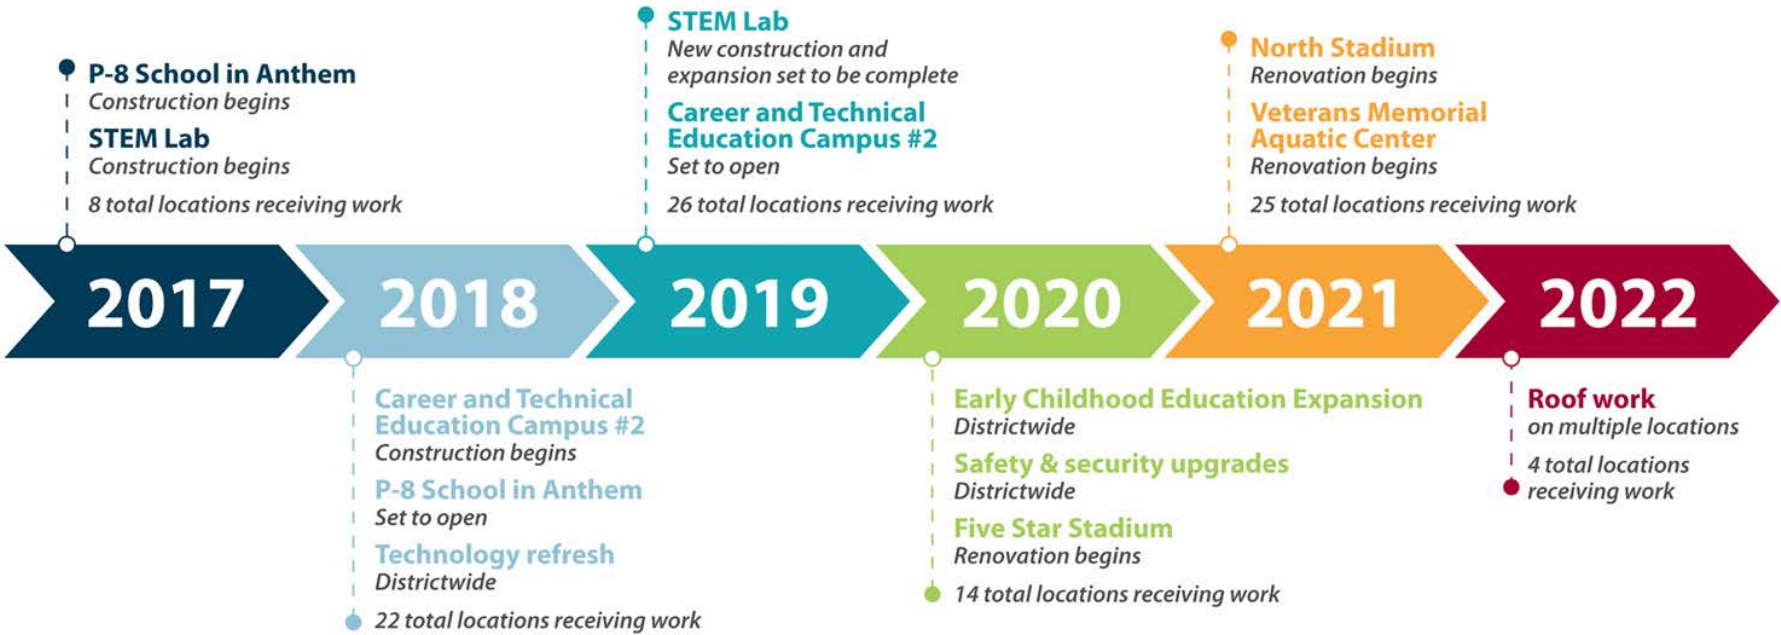 P-8 School in Anthem
Construction begins
STEM Lab
Construction begins
8 total locations receiving work
STEM Lab
New construction and
expansion set to be complete
Career and Technical
Education Campus #2
Set to open
26 total locations receiving work
North Stadium
Renovation begins
Veterans Memorial
Aquatic Center
Renovation begins
25 total locations receiving work
2017
2018
2019
2020
2021
2022
Career and Technical
Education Campus #2
Construction begins
P-8 School in Anthem
Set to open
Technology refresh
Districtwide
22 total locations receiving work
Early Childhood Education Expansion
Districtwide
Safety & security upgrades
Districtwide
Five Star Stadium
Renovation begins
14 total locations receiving work
Roof work
on multiple locations
4 total locations
receiving work